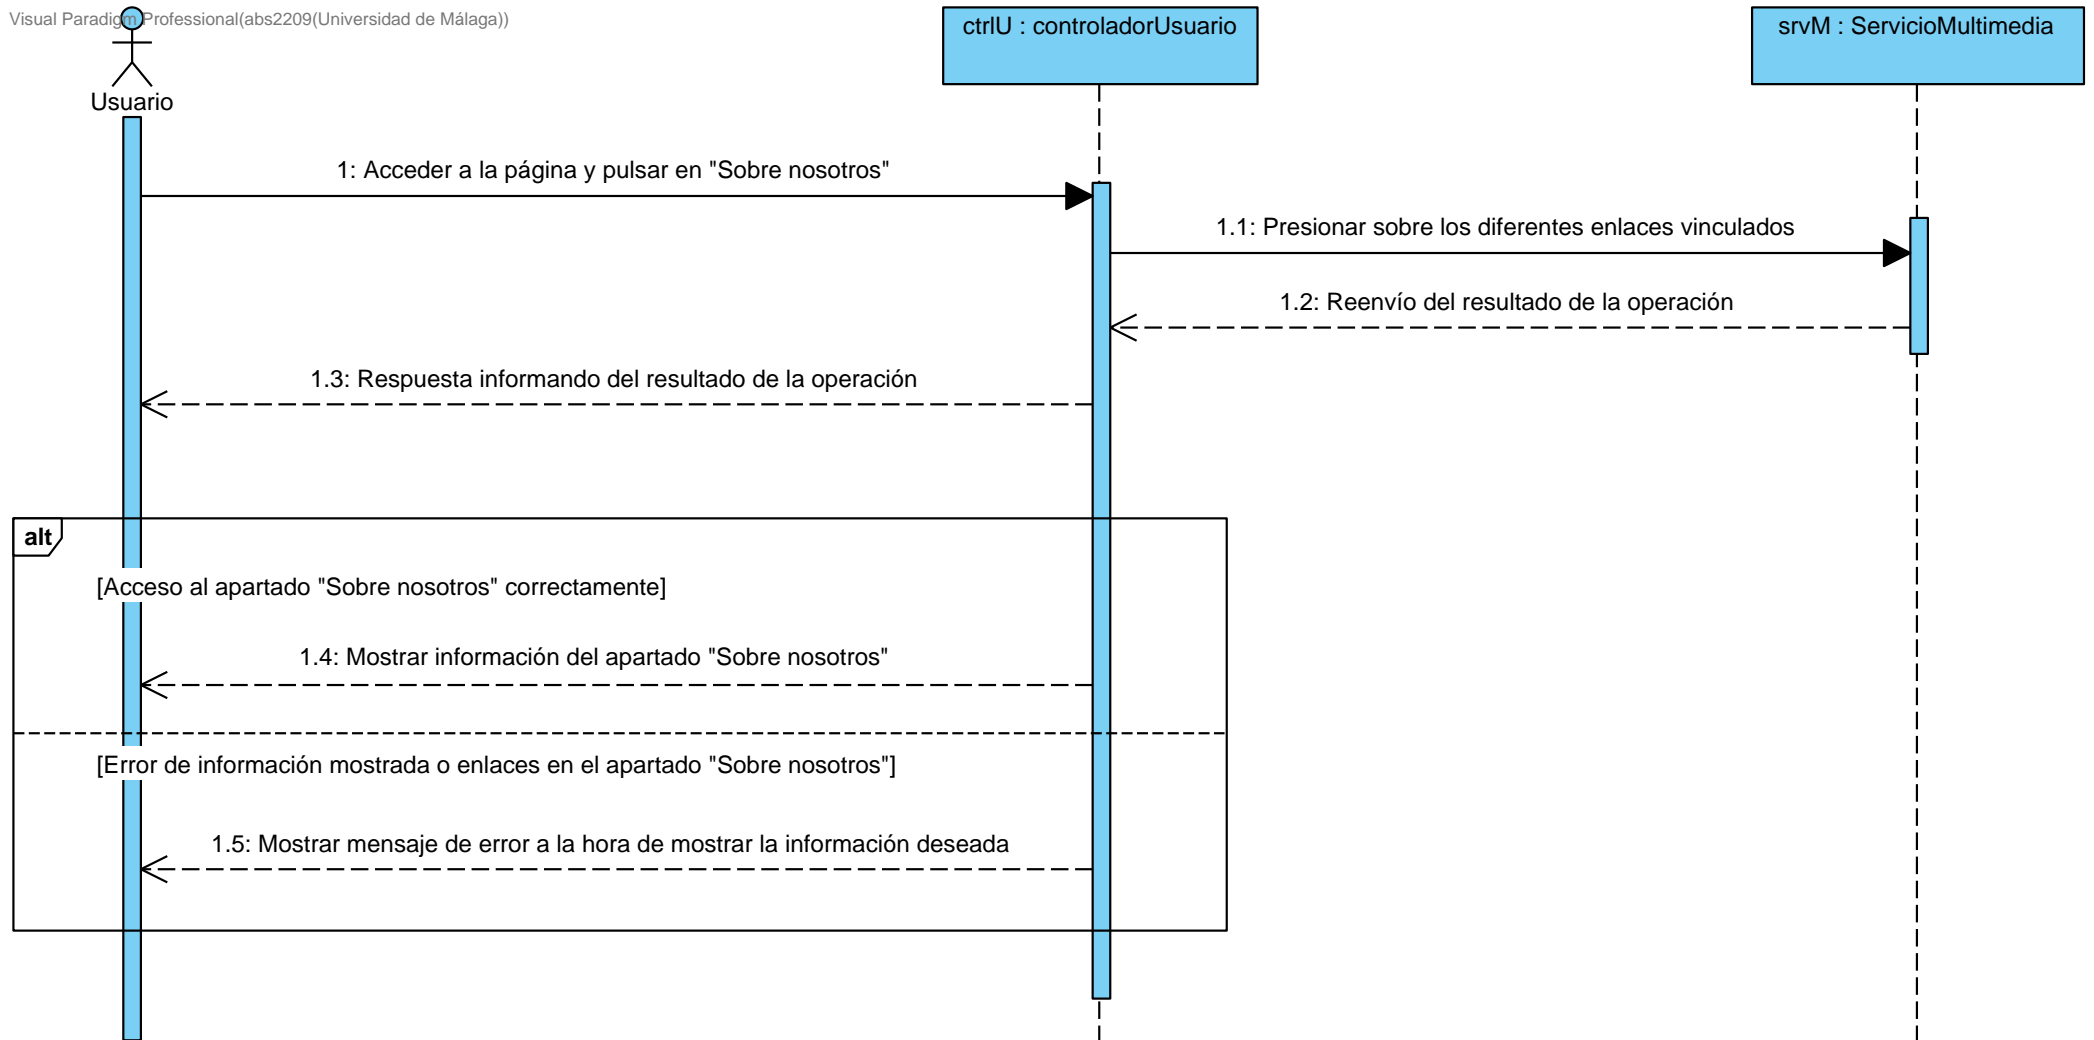 Visual Paradigm Professional(abs2209(Universidad de Málaga))
Usuario
ctrlU : controladorUsuario
srvM : ServicioMultimedia
1: Acceder a la página y pulsar en "Sobre nosotros"
1.1: Presionar sobre los diferentes enlaces vinculados
1.2: Reenvío del resultado de la operación
1.3: Respuesta informando del resultado de la operación
alt
[Acceso al apartado "Sobre nosotros" correctamente]
1.4: Mostrar información del apartado "Sobre nosotros"
[Error de información mostrada o enlaces en el apartado "Sobre nosotros"]
1.5: Mostrar mensaje de error a la hora de mostrar la información deseada